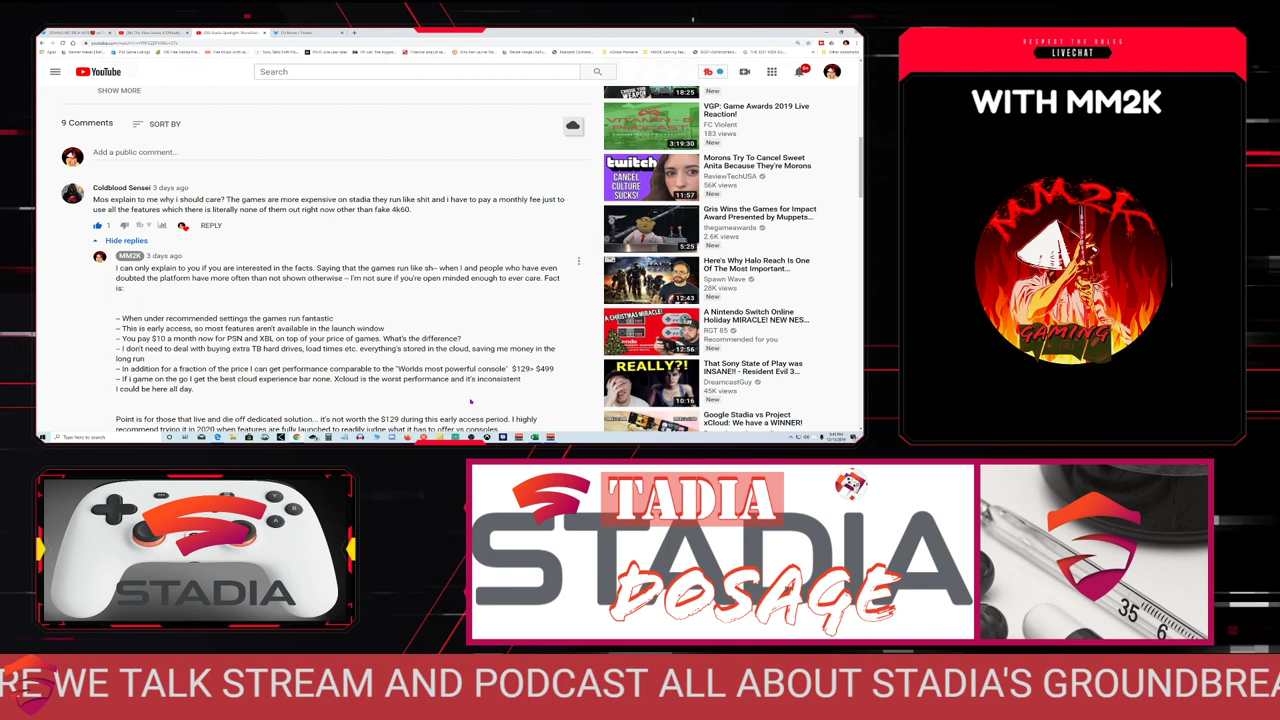 YouTube
Search
9+
SHOW MORE
9 Comments
SORT BY
Add a public comment...
Coldblood Sensei 3 days ago
Mos explain to me why i should care? The games are more expensive on stadia they run like shit and i have to pay a monthly fee just to
use all the features which there is literally none of them out right now other than fake 4k60.
1
REPLY
Hide replies
MM2K 3 days ago
I can only explain to you if you are interested in the facts. Saying that the games run like sh-- when I and people who have even
doubted the platform have more often than not shown otherwise -- I'm not sure if you're open minded enough to ever care. Fact
is:
-- When under recommended settings the games run fantastic
-- This is early access, so most features aren't available in the launch window
-- You pay $10 a month now for PSN and XBL on top of your price of games. What's the difference?
-- I don't need to deal with buying extra TB hard drives, load times etc. everything's stored in the cloud, saving me money in the
long run
-- In addition for a fraction of the price I can get performance comparable to the "Worlds most powerful console" $129> $499
-- If i game on the go I get the best cloud experience bar none. Xcloud is the worst performance and it's inconsistent
I could be here all day.
Point is for those that live and die off dedicated solution... it's not worth the $129 during this early access period. I highly
recommend trying it in 2020 when features are fully launched to readily judge what it has to offer vs consoles.
18:25
New
VITAMIN-G
PODCAST
3:19:30
VGP: Game Awards 2019 Live
Reaction!
FC Violent
183 views
New
twitch
CANCEL
CULTURE
SUCKS!
11:57
Morons Try To Cancel Sweet
Anita Because They're Morons
ReviewTechUSA
56K views
New
5:25
Gris Wins the Games for Impact
Award Presented by Muppets...
thegameawards
2.6K views
New
12:43
Here's Why Halo Reach Is One
Of The Most Important...
Spawn Wave
28K views
New
A CHRISTMAS MIRACLE!
12:56
A Nintendo Switch Online
Holiday MIRACLE! NEW NES...
RGT 85
Recommended for you
REALLY?!
10:16
That Sony State of Play was
INSANE!! - Resident Evil 3...
DreamcastGuy
45K views
New
Google Stadia vs Project
xCloud: We have a WINNER!
Type here to search
RESPECT THE RULES
LIVECHAT
WITH MM2K
MM2K
GAMING
STADIA
TADIA
STADIA
DOSAGE
35
6
RE WE TALK STREAM AND PODCAST ALL ABOUT STADIA'S GROUNDBREA